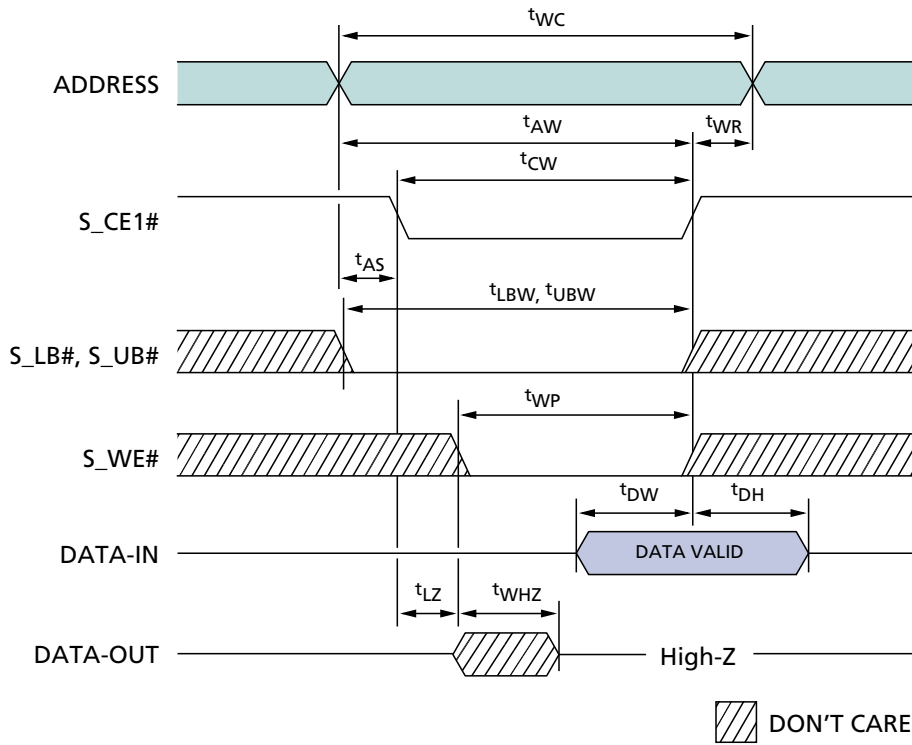 tWC
ADDRESS
tAW
tWR
tCW
S_CE1#
tAS
tLBW, tUBW
S_LB#, S_UB#
tWP
S_WE#
tDW
tDH
DATA-IN
DATA VALID
tLZ
tWHZ
DATA-OUT
High-Z
DON'T CARE